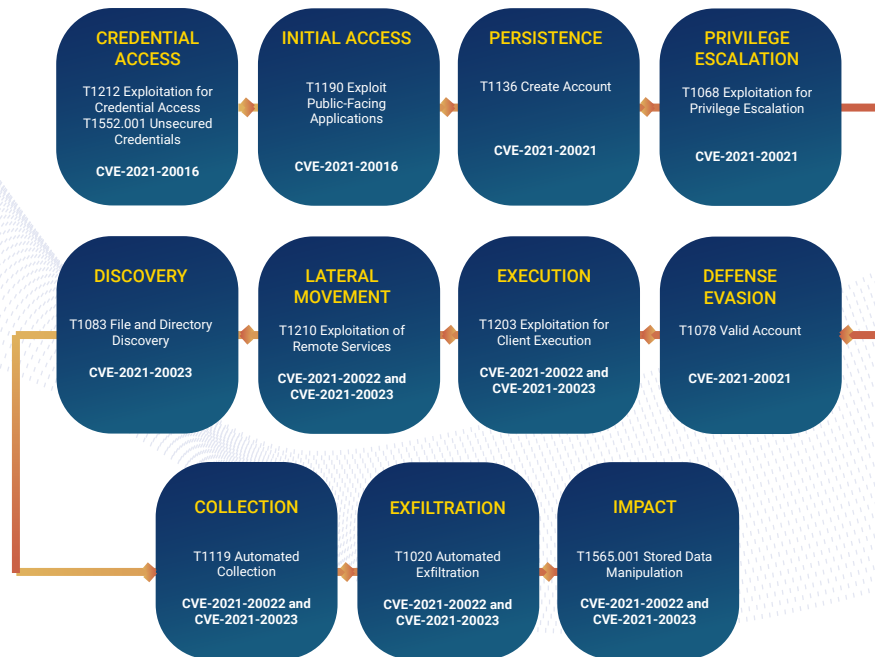 CREDENTIAL
ACCESS
T1212 Exploitation for
Credential Access
T1552.001 Unsecured
Credentials
CVE-2021-20016
INITIAL ACCESS
T1190 Exploit
Public-Facing
Applications
CVE-2021-20016
PERSISTENCE
T1136 Create Account
CVE-2021-20021
PRIVILEGE
ESCALATION
T1068 Exploitation for
Privilege Escalation
CVE-2021-20021
DISCOVERY
T1083 File and Directory
Discovery
CVE-2021-20023
LATERAL
MOVEMENT
T1210 Exploitation of
Remote Services
CVE-2021-20022 and
CVE-2021-20023
EXECUTION
T1203 Exploitation for
Client Execution
CVE-2021-20022 and
CVE-2021-20023
DEFENSE
EVASION
T1078 Valid Account
CVE-2021-20021
COLLECTION
T1119 Automated
Collection
CVE-2021-20022 and
CVE-2021-20023
EXFILTRATION
T1020 Automated
Exfiltration
CVE-2021-20022 and
CVE-2021-20023
IMPACT
T1565.001 Stored Data
Manipulation
CVE-2021-20022 and
CVE-2021-20023